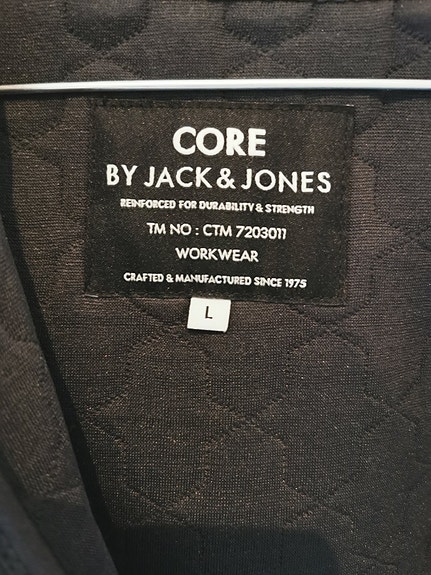 CORE
BY JACK & JONES
REINFORCED FOR DURABILITY & STRENGTH
TM NO : CTM 7203011
WORKWEAR
CRAFTED & MANUFACTURED SINCE 1975
L